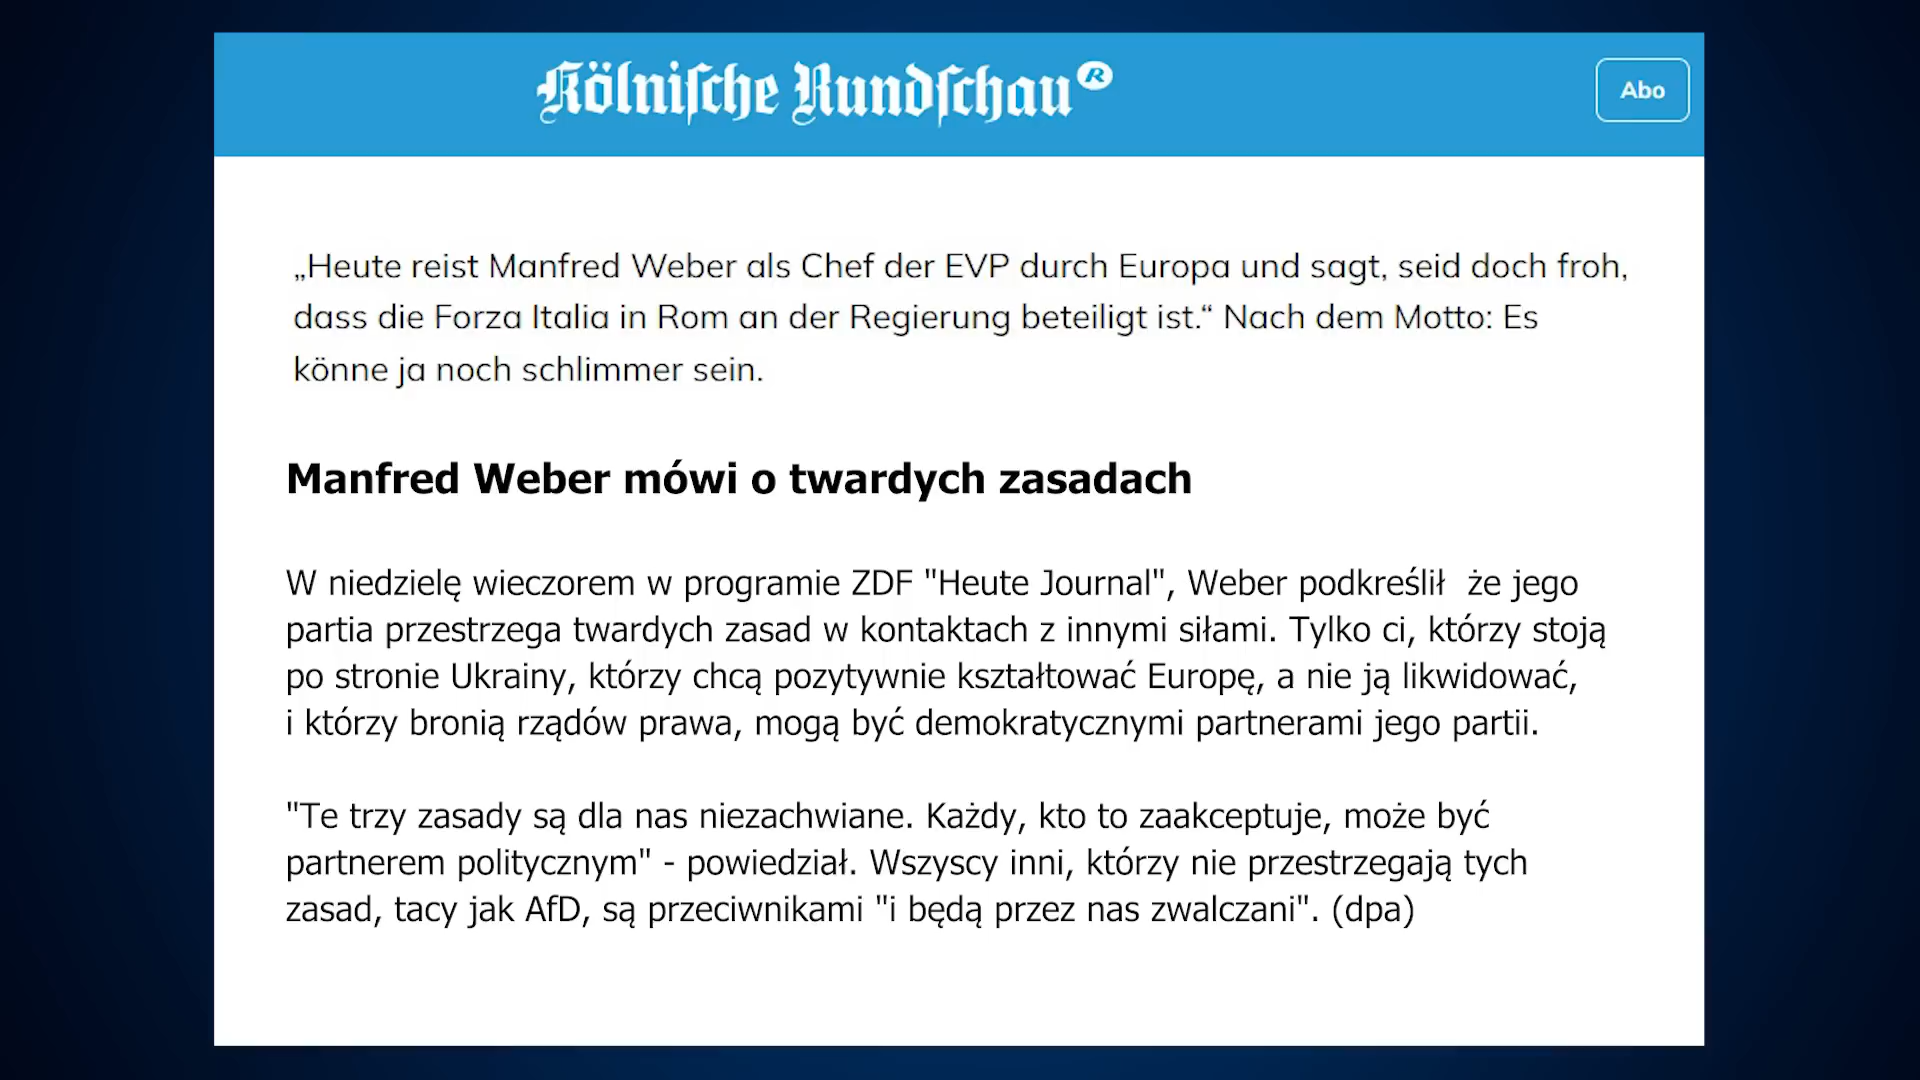 Kölniſche Rundſchau®
Abo
„Heute reist Manfred Weber als Chef der EVP durch Europa und sagt, seid doch froh,
dass die Forza Italia in Rom an der Regierung beteiligt ist.“ Nach dem Motto: Es
könne ja noch schlimmer sein.
Manfred Weber mówi o twardych zasadach
W niedzielę wieczorem w programie ZDF "Heute Journal", Weber podkreślił  że jego
partia przestrzega twardych zasad w kontaktach z innymi siłami. Tylko ci, którzy stoją
po stronie Ukrainy, którzy chcą pozytywnie kształtować Europę, a nie ją likwidować,
i którzy bronią rządów prawa, mogą być demokratycznymi partnerami jego partii.
"Te trzy zasady są dla nas niezachwiane. Każdy, kto to zaakceptuje, może być
partnerem politycznym" - powiedział. Wszyscy inni, którzy nie przestrzegają tych
zasad, tacy jak AfD, są przeciwnikami "i będą przez nas zwalczani". (dpa)